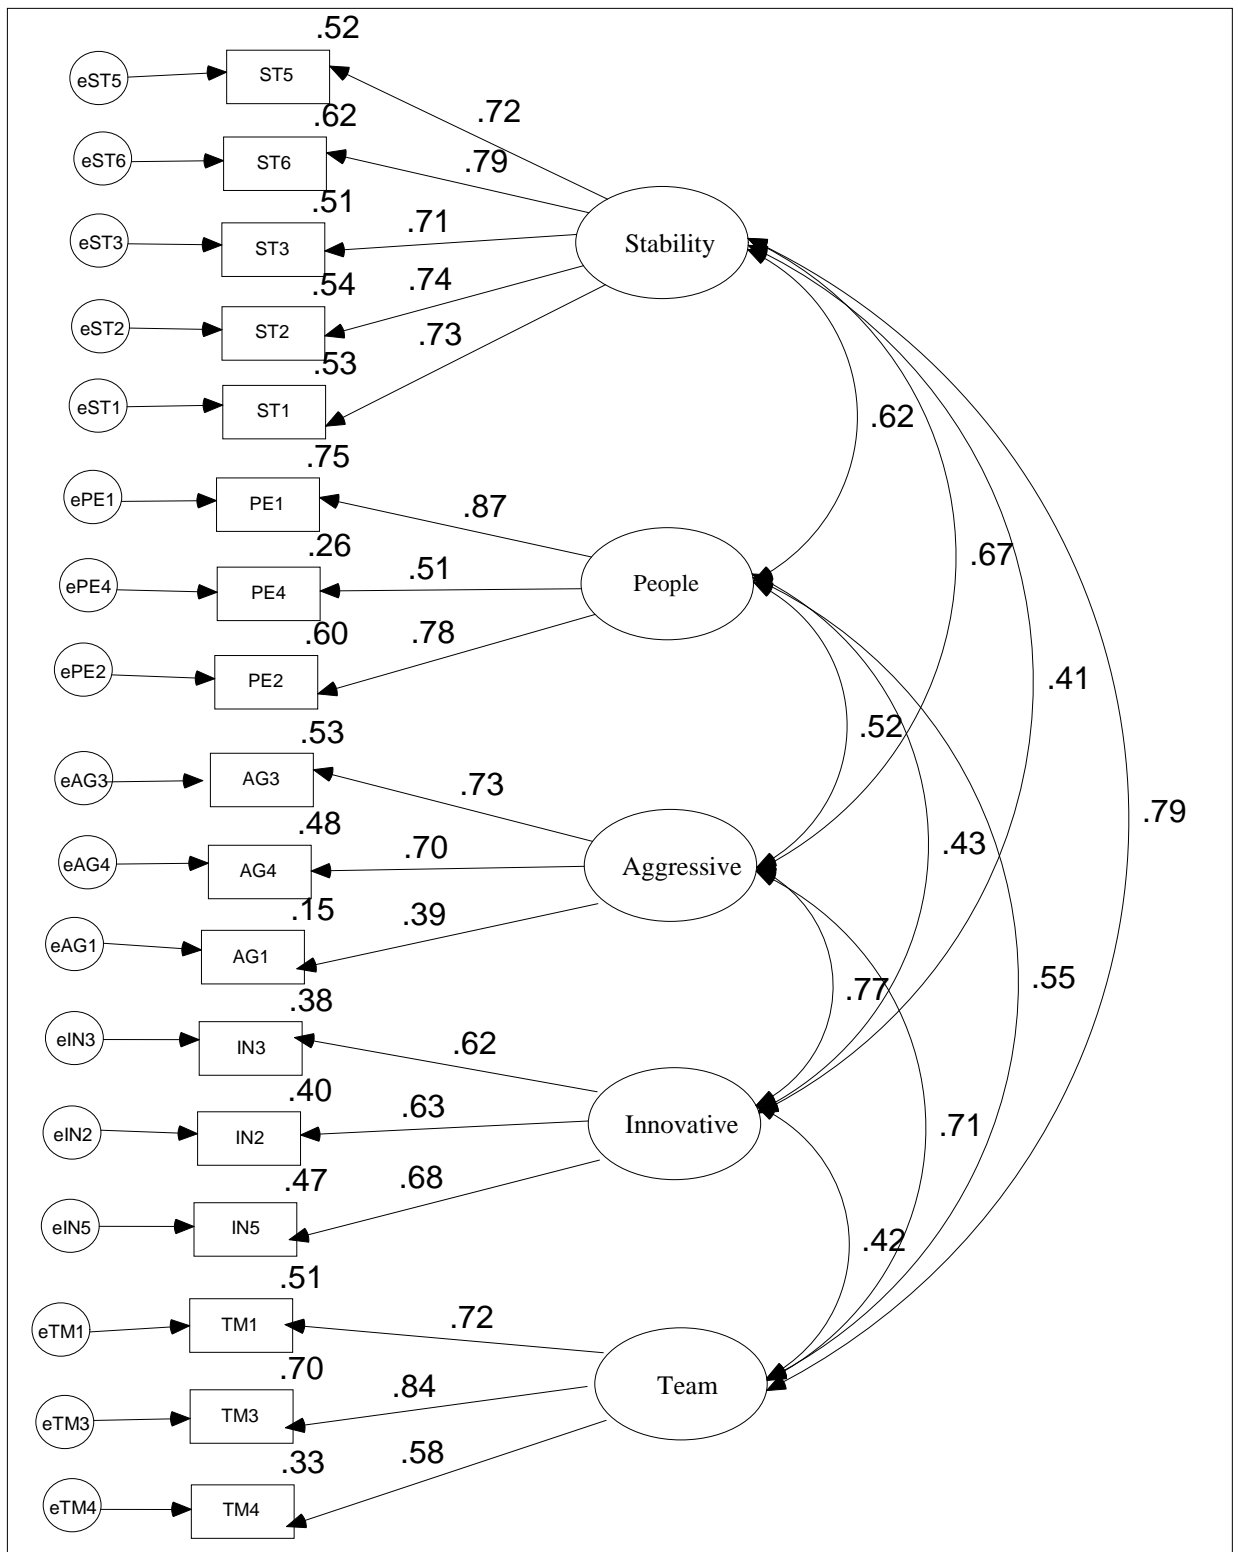 .52
eST5 ST5
.72
.62
eST6 ST6
.79
.51
eST3 ST3
.71
Stability
.54
eST2 ST2
.74
.53
eST1 ST1
.73
.62
.75
ePE1 PE1
.87
.67
.26
ePE4 PE4
.51
People
.60
ePE2 PE2
.78
.41
.53
eAG3 AG3
.73
.52
.79
.48
eAG4 AG4
.70
Aggressive
.43
.15
eAG1 AG1
.39
.77
.55
.38
eIN3 IN3
.62
.40
eIN2 IN2
.63
Innovative
.71
.47
eIN5 IN5
.68
.42
.51
eTM1 TM1
.72
.70
eTM3 TM3
.84
Team
.33
eTM4 TM4
.58